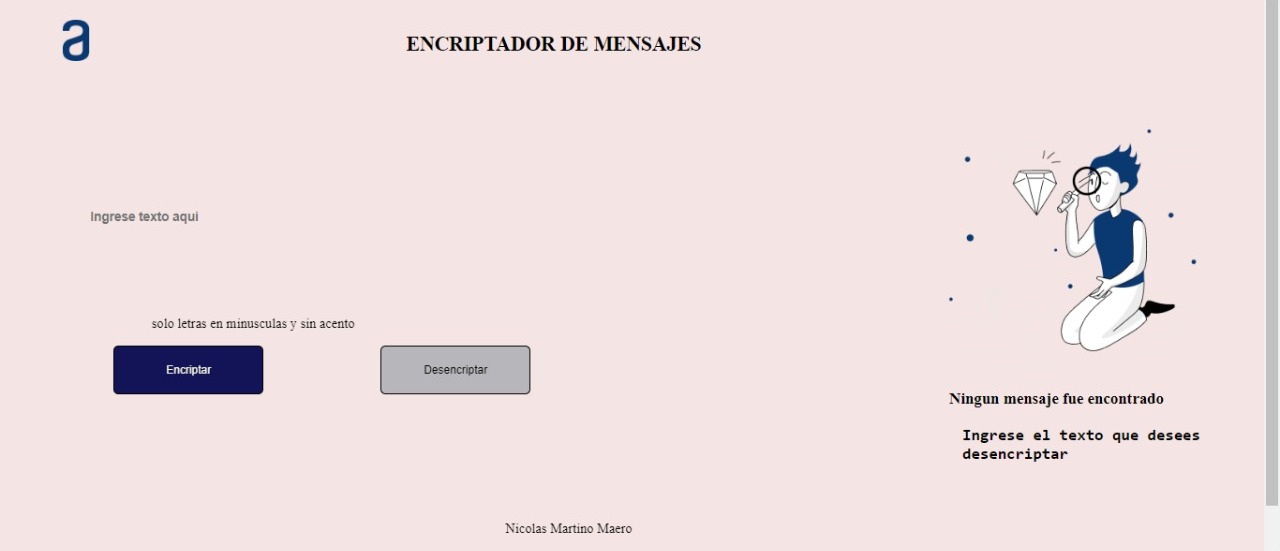 a
ENCRIPTADOR DE MENSAJES
Ingrese texto aqui
solo letras en minusculas y sin acento
Encriptar
Desencriptar
Ningun mensaje fue encontrado
Ingrese el texto que desees
desencriptar
Nicolas Martino Maero